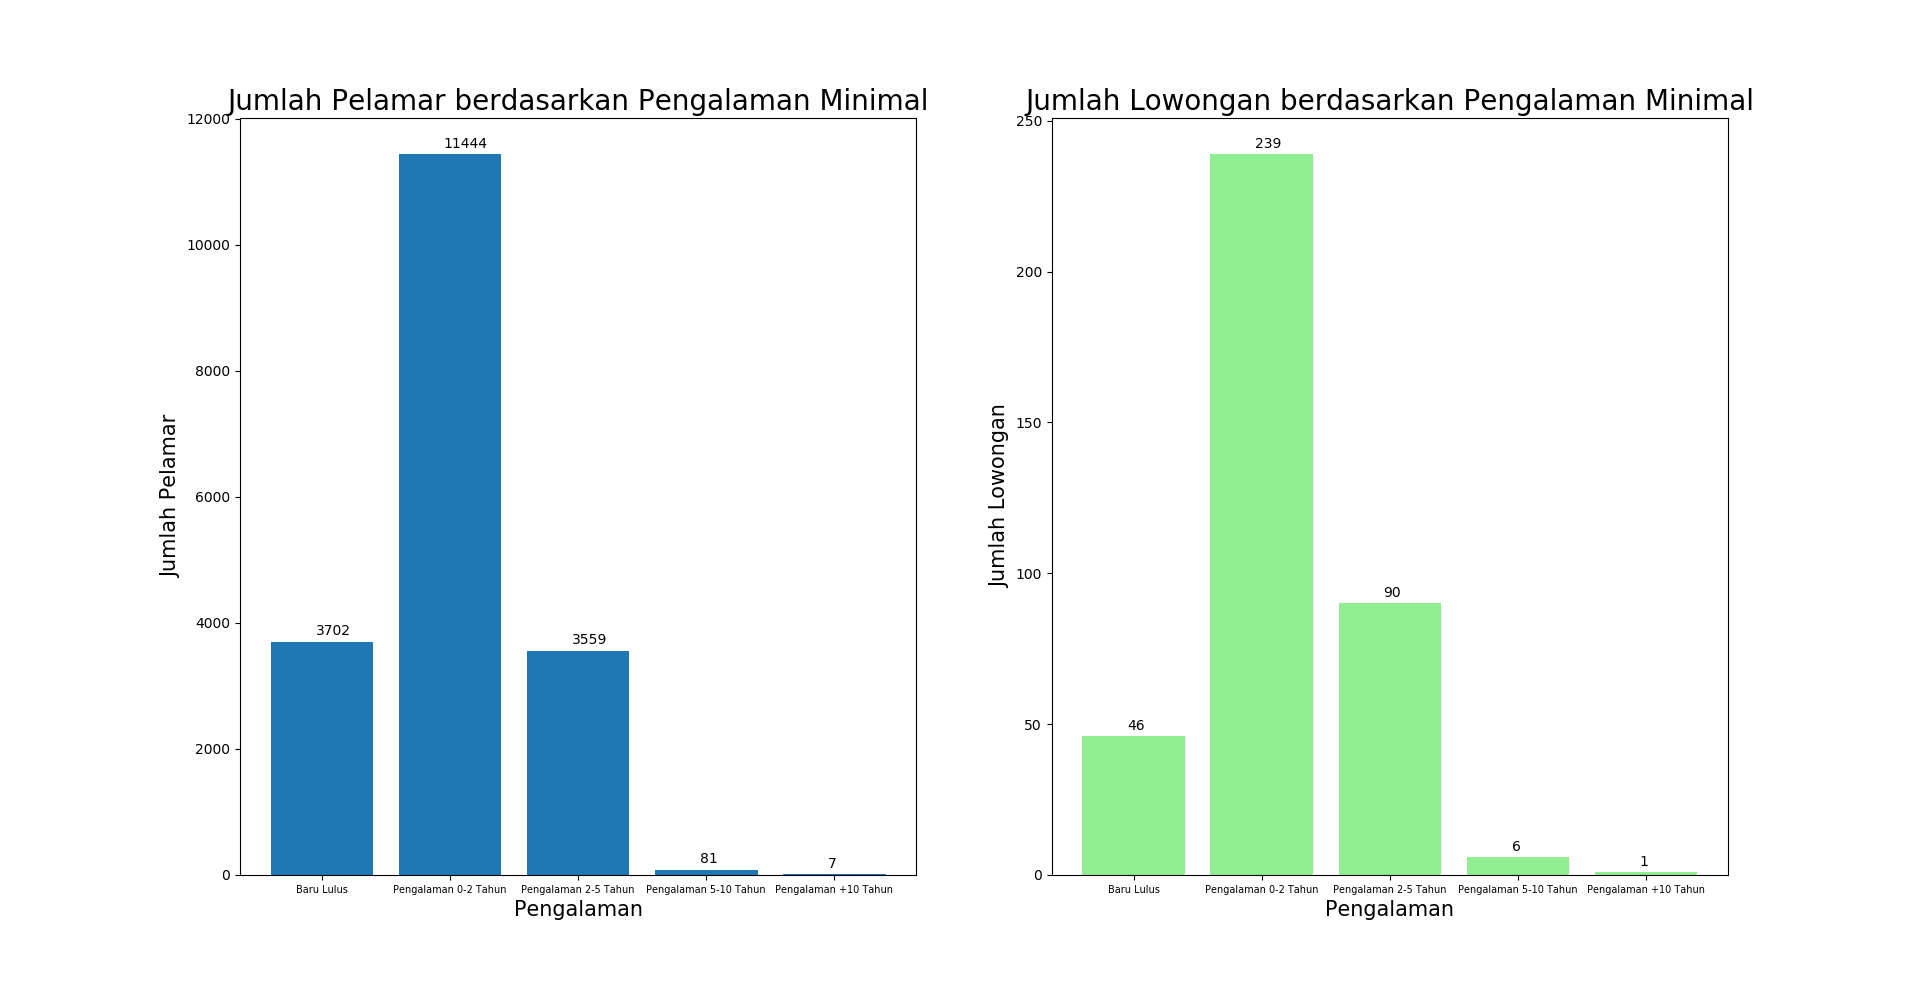 Jumlah Pelamar berdasarkan Pengalaman Minimal
12000
10000
8000
6000
4000
2000
0
Jumlah Pelamar
3702
11444
3559
81
7
Baru Lulus
Pengalaman 0-2 Tahun
Pengalaman 2-5 Tahun
Pengalaman 5-10 Tahun
Pengalaman +10 Tahun
Pengalaman
Jumlah Lowongan berdasarkan Pengalaman Minimal
250
200
150
100
50
0
Jumlah Lowongan
46
239
90
6
1
Baru Lulus
Pengalaman 0-2 Tahun
Pengalaman 2-5 Tahun
Pengalaman 5-10 Tahun
Pengalaman +10 Tahun
Pengalaman